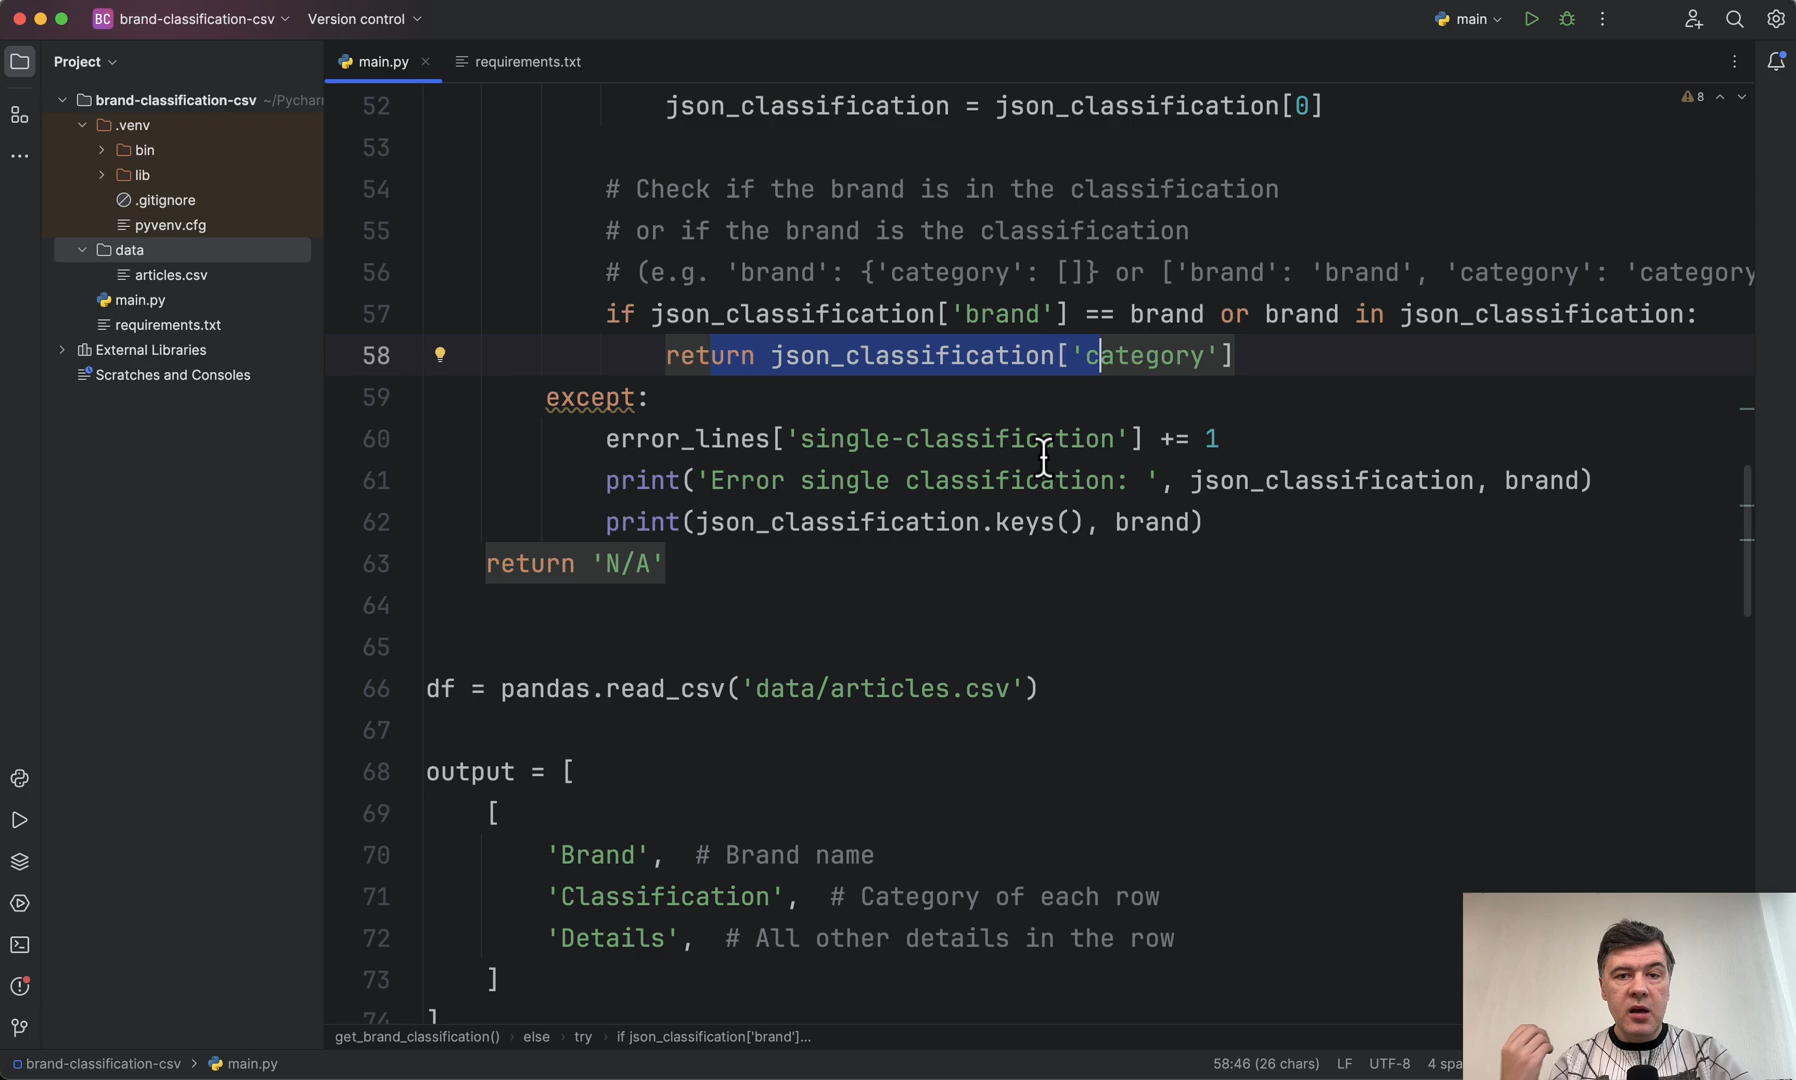 BC brand-classification-csv Version control main
Project main.py requirements.txt
brand-classification-csv ~/Pychar
.venv
bin
lib
.gitignore
pyvenv.cfg
data
articles.csv
main.py
requirements.txt
External Libraries
Scratches and Consoles
8
52 json_classification = json_classification[0]
53
54 # Check if the brand is in the classification
55 # or if the brand is the classification
56 # (e.g. 'brand': {'category': []} or ['brand': 'brand', 'category': 'category
57 if json_classification['brand'] == brand or brand in json_classification:
58 return json_classification['category']
59 except:
60 error_lines['single-classification'] += 1
61 print('Error single classification: ', json_classification, brand)
62 print(json_classification.keys(), brand)
63 return 'N/A'
64
65
66 df = pandas.read_csv('data/articles.csv')
67
68 output = [
69 [
70 'Brand', # Brand name
71 'Classification', # Category of each row
72 'Details', # All other details in the row
73 ]
74 ]
get_brand_classification() › else › try › if json_classification['brand']...
brand-classification-csv › main.py 58:46 (26 chars) LF UTF-8 4 spa